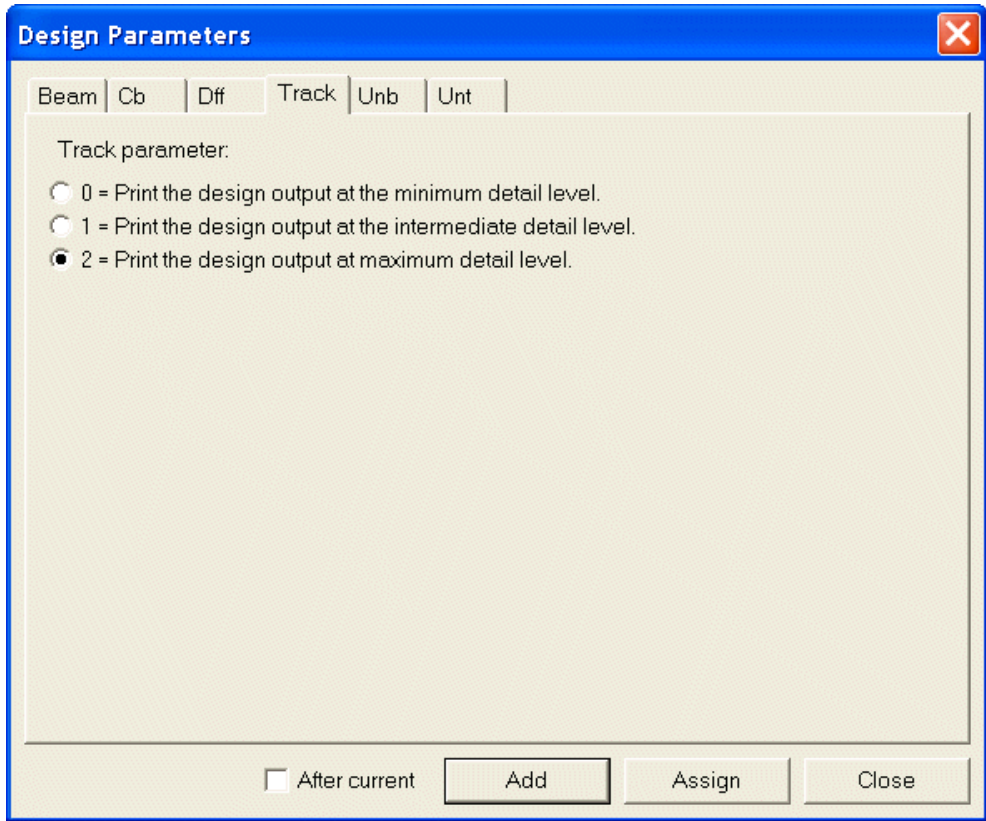 Design Parameters
Beam Cb Dff Track Unb Unt
Track parameter:
0 = Print the design output at the minimum detail level.
1 = Print the design output at the intermediate detail level.
2 = Print the design output at maximum detail level.
After current Add Assign Close